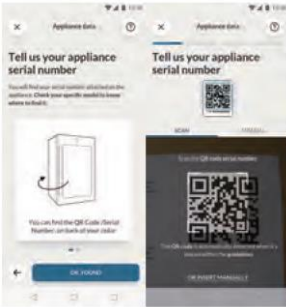 Appliance data
Tell us your appliance
serial number
You will find your serial number attached on the
appliance. Check your specific model to know
where to find it.
You can find the QR Code /Serial
Number, on back of your color
OK, FOUND
Appliance data
Tell us your appliance
serial number
SCAN
Scan the QR code serial number
OR INSERT MANUALLY